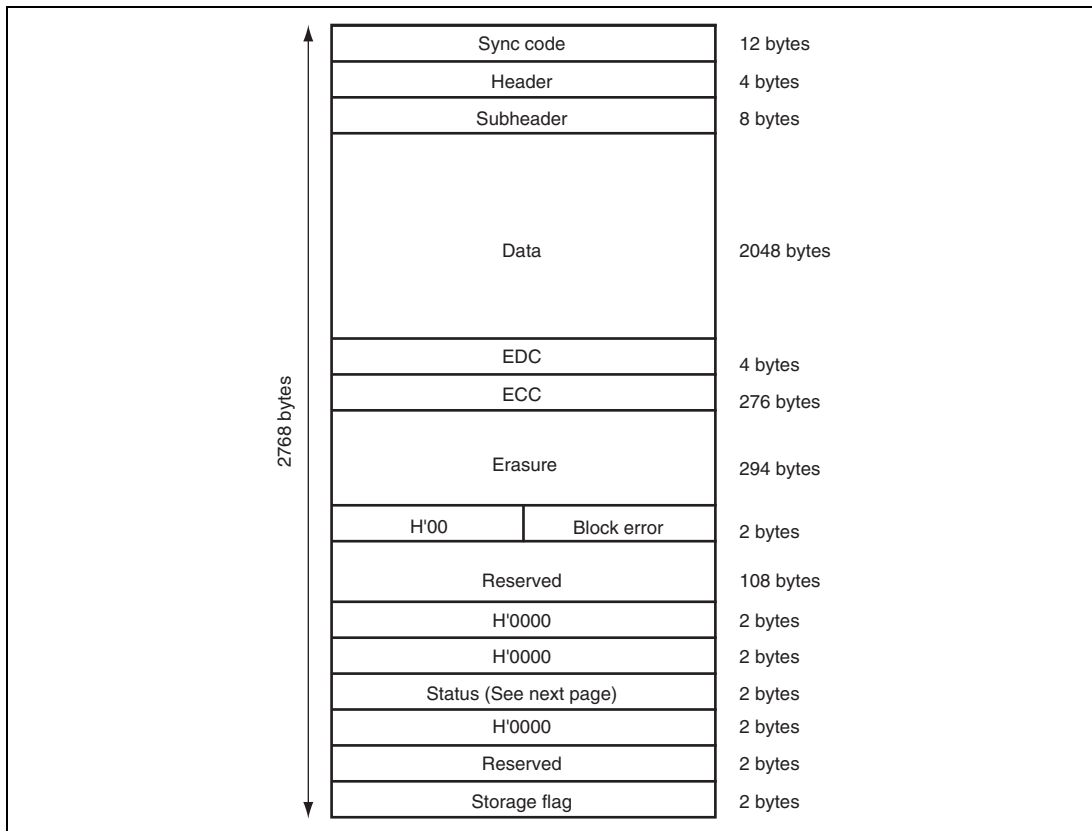 Sync code 12 bytes
Header 4 bytes
Subheader 8 bytes
Data 2048 bytes
EDC 4 bytes
ECC 276 bytes
2768 bytes
Erasure 294 bytes
H'00 Block error 2 bytes
Reserved 108 bytes
H'0000 2 bytes
H'0000 2 bytes
Status (See next page) 2 bytes
H'0000 2 bytes
Reserved 2 bytes
Storage flag 2 bytes